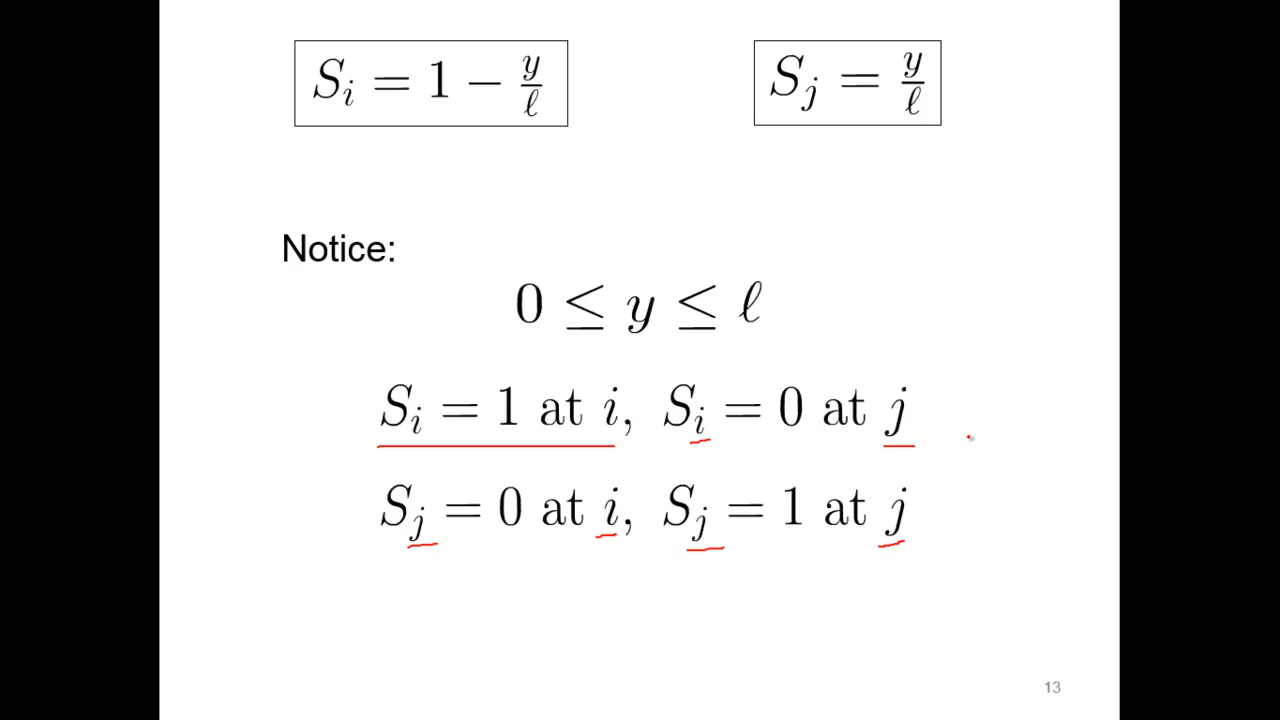 S_i = 1 − y/ℓ
S_j = y/ℓ
Notice:
0 ≤ y ≤ ℓ
S_i = 1 at i, S_i = 0 at j
S_j = 0 at i, S_j = 1 at j
13